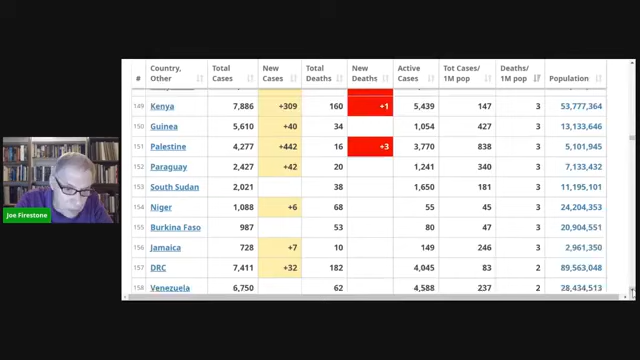 # Country, Other Total Cases New Cases Total Deaths New Deaths Active Cases Tot Cases/ 1M pop Deaths/ 1M pop Population
149 Kenya 7,886 +309 160 +1 5,439 147 3 53,777,364
150 Guinea 5,610 +40 34 1,054 427 3 13,133,646
151 Palestine 4,277 +442 16 +3 3,770 838 3 5,101,945
152 Paraguay 2,427 +42 20 1,241 340 3 7,133,432
153 South Sudan 2,021 38 1,650 181 3 11,195,101
154 Niger 1,088 +6 68 55 45 3 24,204,353
155 Burkina Faso 987 53 80 47 3 20,904,551
156 Jamaica 728 +7 10 149 246 3 2,961,350
157 DRC 7,411 +32 182 4,045 83 2 89,563,048
158 Venezuela 6,750 62 4,588 237 2 28,434,513
Joe Firestone